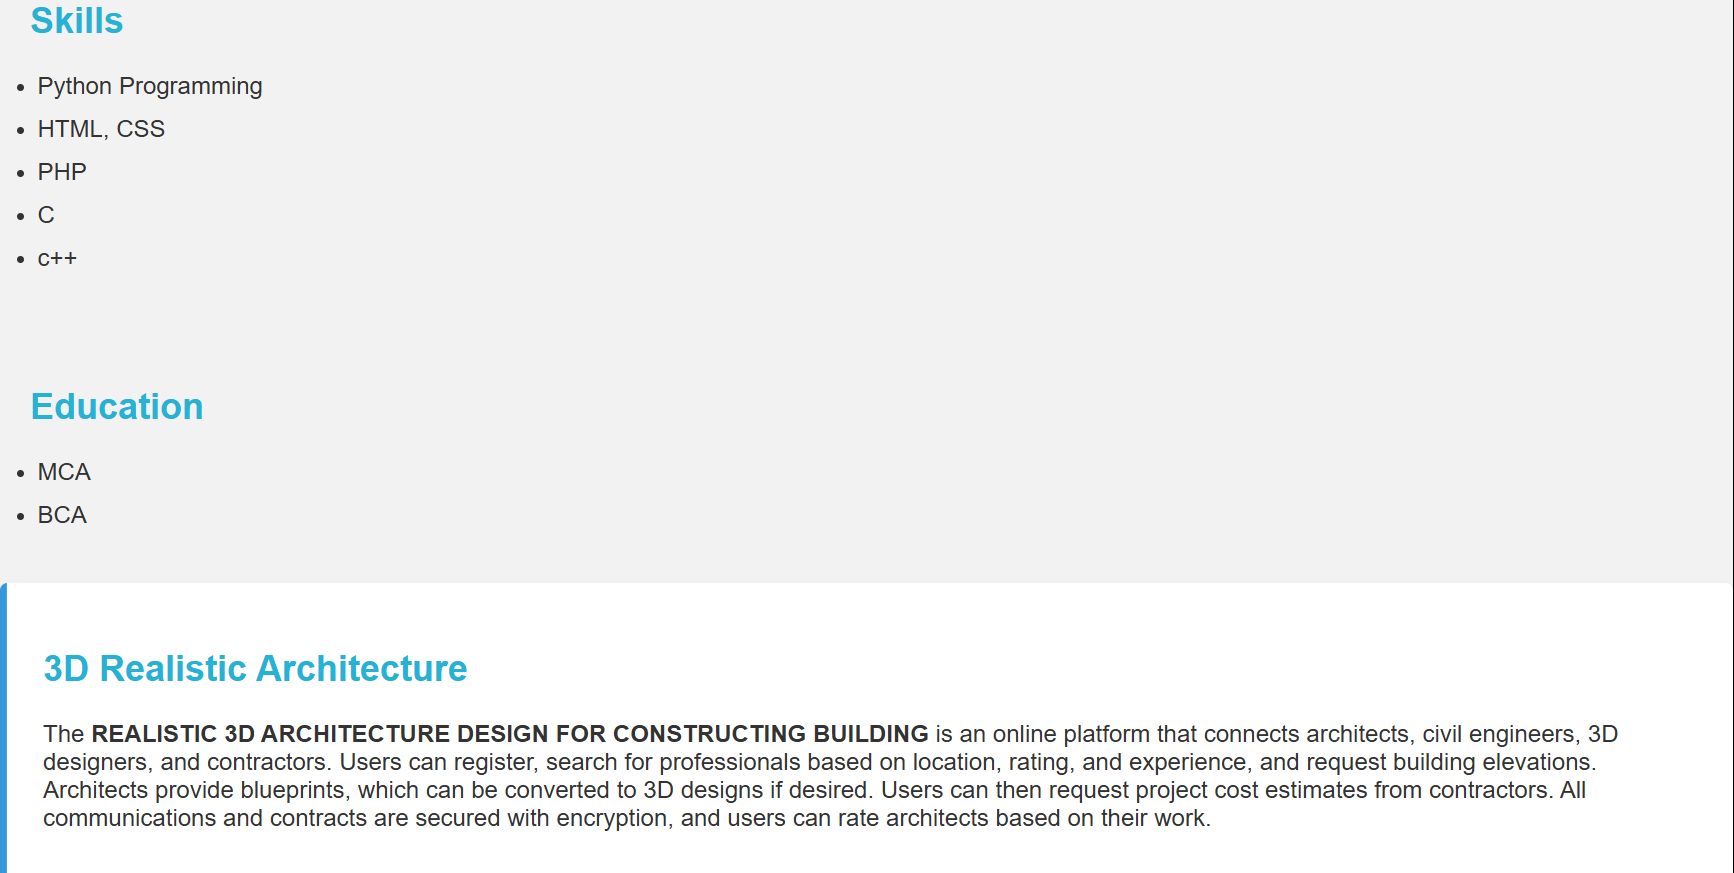 Skills
Python Programming
HTML, CSS
PHP
C
c++
Education
MCA
BCA
3D Realistic Architecture
The REALISTIC 3D ARCHITECTURE DESIGN FOR CONSTRUCTING BUILDING is an online platform that connects architects, civil engineers, 3D
designers, and contractors. Users can register, search for professionals based on location, rating, and experience, and request building elevations.
Architects provide blueprints, which can be converted to 3D designs if desired. Users can then request project cost estimates from contractors. All
communications and contracts are secured with encryption, and users can rate architects based on their work.